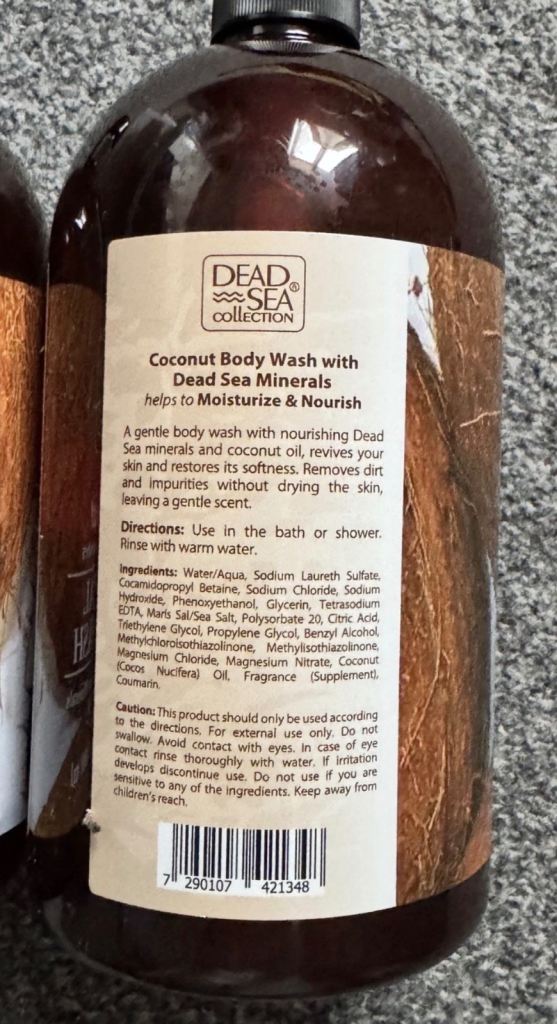 DEAD
SEA®
COLLECTION
Coconut Body Wash with
Dead Sea Minerals
helps to Moisturize & Nourish
A gentle body wash with nourishing Dead
Sea minerals and coconut oil, revives your
skin and restores its softness. Removes dirt
and impurities without drying the skin,
leaving a gentle scent.
Directions: Use in the bath or shower.
Rinse with warm water.
Ingredients: Water/Aqua, Sodium Laureth Sulfate,
Cocamidopropyl Betaine, Sodium Chloride, Sodium
Hydroxide, Phenoxyethanol, Glycerin, Tetrasodium
EDTA, Maris Sal/Sea Salt, Polysorbate 20, Citric Acid,
Triethylene Glycol, Propylene Glycol, Benzyl Alcohol,
Methylchloroisothiazolinone, Methylisothiazolinone,
Magnesium Chloride, Magnesium Nitrate, Coconut
(Cocos Nucifera) Oil, Fragrance (Supplement),
Coumarin.
Caution: This product should only be used according
to the directions. For external use only. Do not
swallow. Avoid contact with eyes. In case of eye
contact rinse thoroughly with water. If irritation
develops discontinue use. Do not use if you are
sensitive to any of the ingredients. Keep away from
children's reach.
7 290107 421348